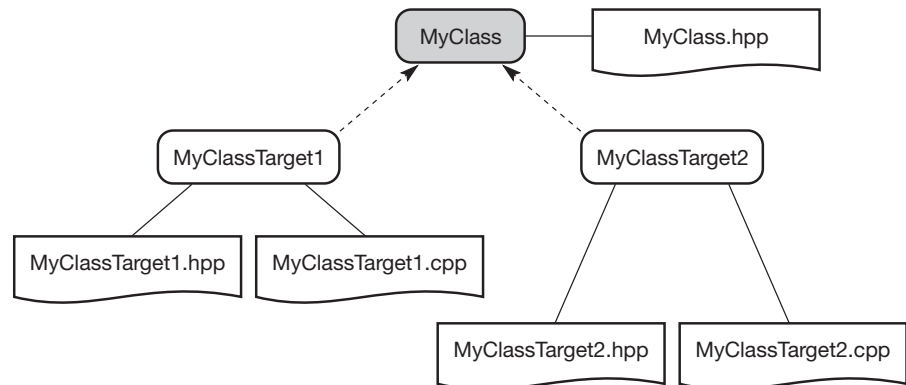 MyClass
MyClass.hpp
MyClassTarget1
MyClassTarget2
MyClassTarget1.hpp
MyClassTarget1.cpp
MyClassTarget2.hpp
MyClassTarget2.cpp